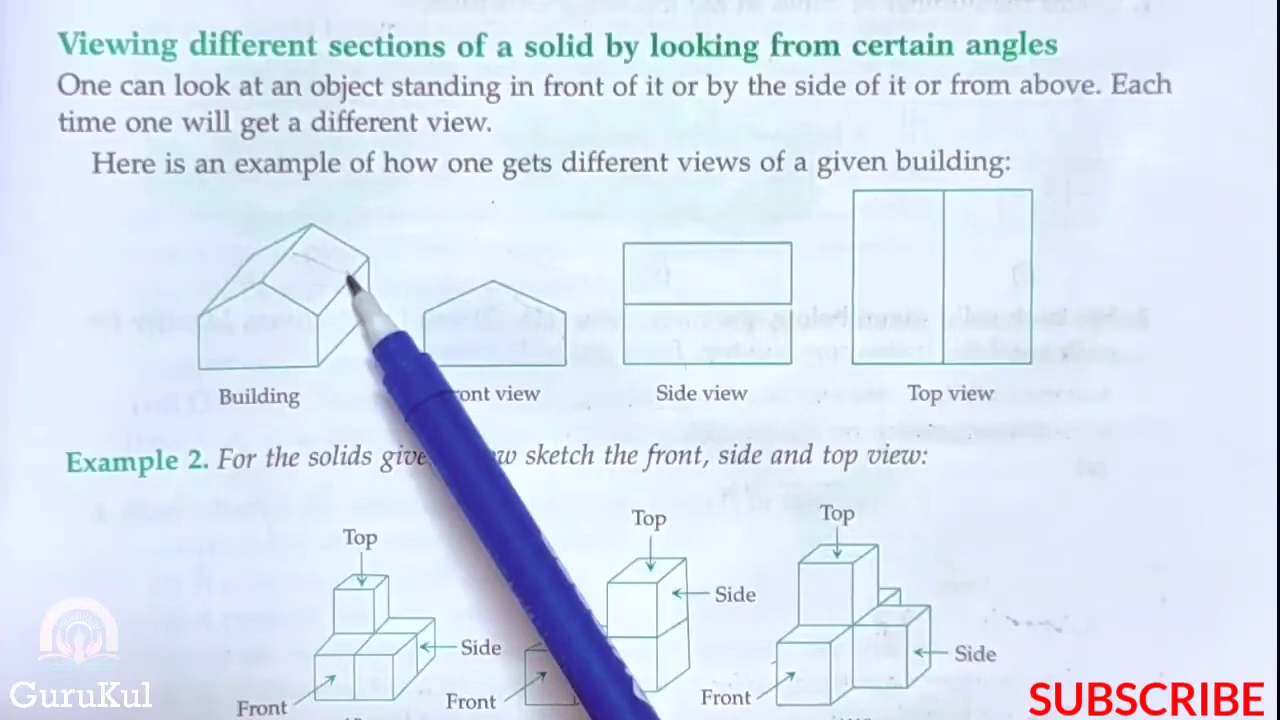 Viewing different sections of a solid by looking from certain angles
One can look at an object standing in front of it or by the side of it or from above. Each
time one will get a different view.
Here is an example of how one gets different views of a given building:
Building
view
Side view
Top view
Example 2. For the solids sketch the front, side and top view:
Top
Side
Front
Top
Side
Front
Top
Side
Front
GuruKul
SUBSCRIBE